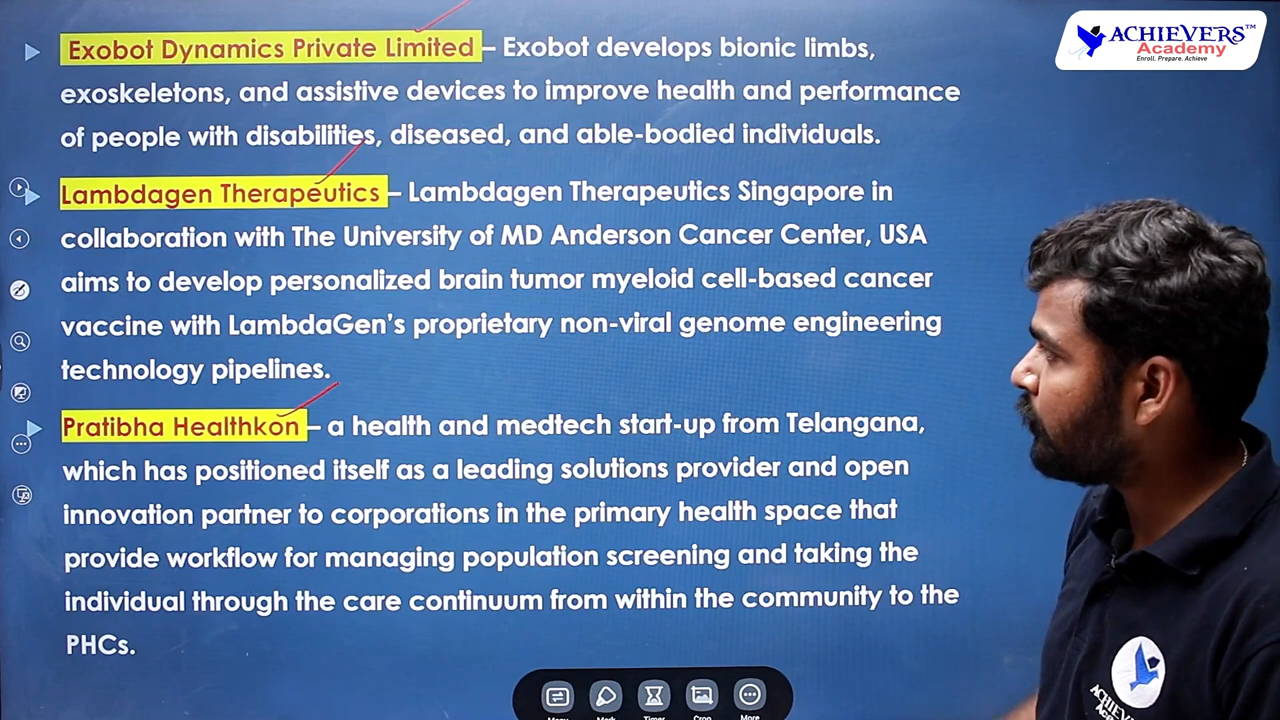 Exobot Dynamics Private Limited – Exobot develops bionic limbs,
exoskeletons, and assistive devices to improve health and performance
of people with disabilities, diseased, and able-bodied individuals.
Lambdagen Therapeutics – Lambdagen Therapeutics Singapore in
collaboration with The University of MD Anderson Cancer Center, USA
aims to develop personalized brain tumor myeloid cell-based cancer
vaccine with LambdaGen's proprietary non-viral genome engineering
technology pipelines.
Pratibha Healthkon – a health and medtech start-up from Telangana,
which has positioned itself as a leading solutions provider and open
innovation partner to corporations in the primary health space that
provide workflow for managing population screening and taking the
individual through the care continuum from within the community to the
PHCs.
ACHIEVERS™
Academy
Enroll. Prepare. Achieve
Timer
Crop
More